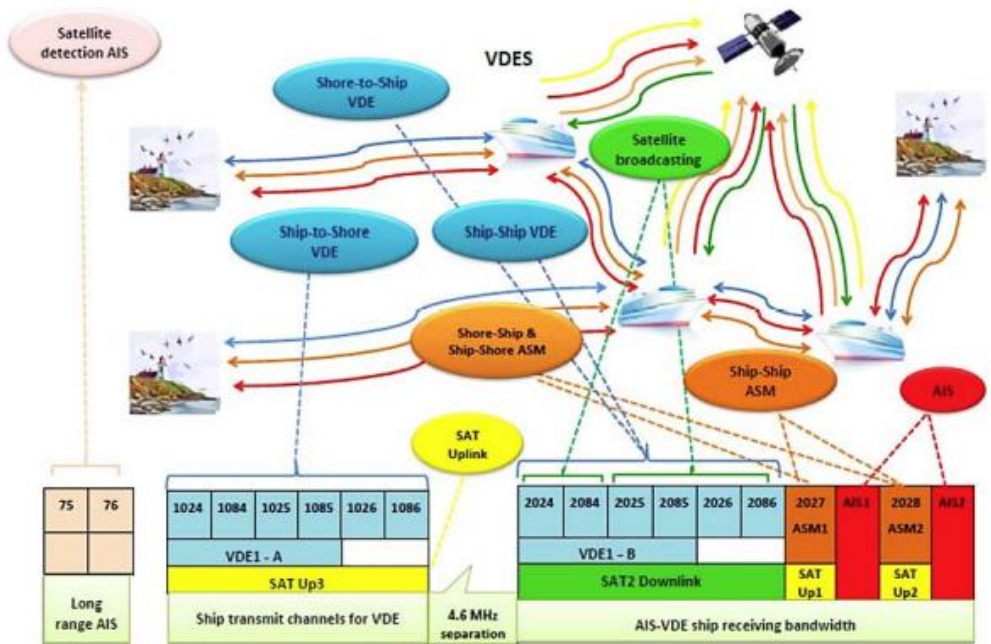 Satellite
detection AIS
VDES
Shore-to-Ship
VDE
Satellite
broadcasting
Ship-to-Shore
VDE
Ship-Ship VDE
Shore-Ship &
Ship-Shore ASM
Ship-Ship
ASM
AIS
SAT
Uplink
75 76
1024 1084 1025 1085 1026 1086
2024 2084 2025 2085 2026 2086 2027 AIS1 2028 AIS2
ASM1 ASM2
VDE1 - A
VDE1 - B
SAT Up3
SAT2 Downlink
SAT SAT
Up1 Up2
Long
range AIS
Ship transmit channels for VDE
4.6 MHz
separation
AIS-VDE ship receiving bandwidth